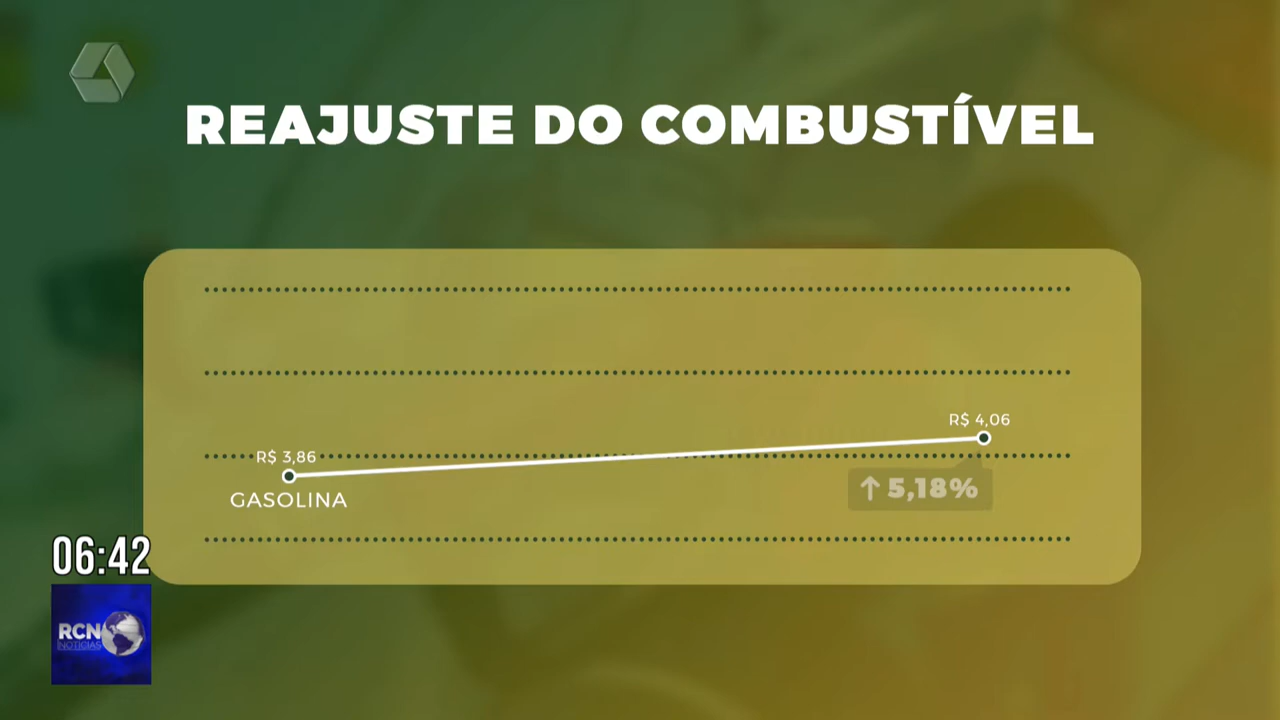 REAJUSTE DO COMBUSTÍVEL
R$ 4,06
R$ 3,86
GASOLINA
↑ 5,18%
06:42
RCN
NOTÍCIAS